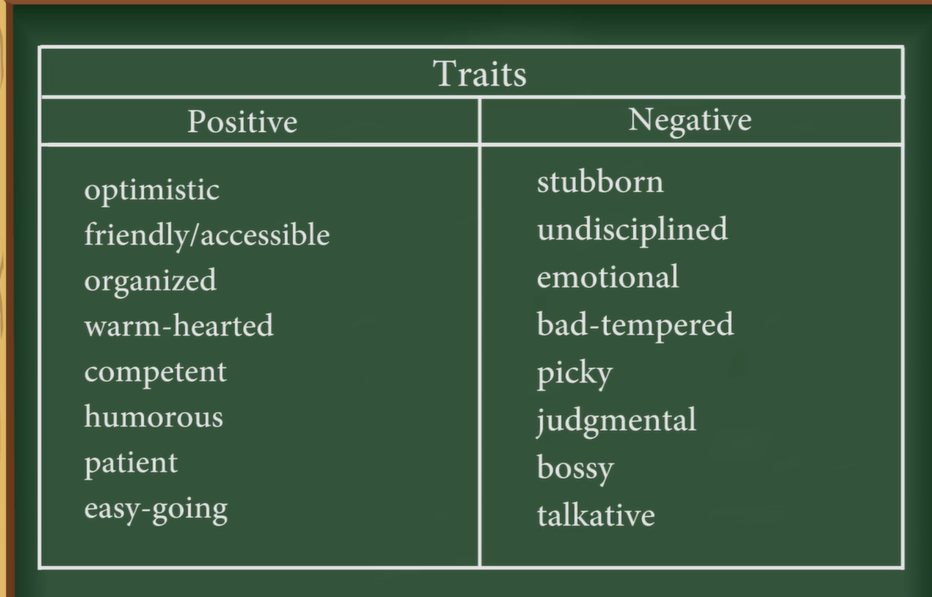 Traits
Positive
Negative
optimistic
friendly/accessible
organized
warm-hearted
competent
humorous
patient
easy-going
stubborn
undisciplined
emotional
bad-tempered
picky
judgmental
bossy
talkative